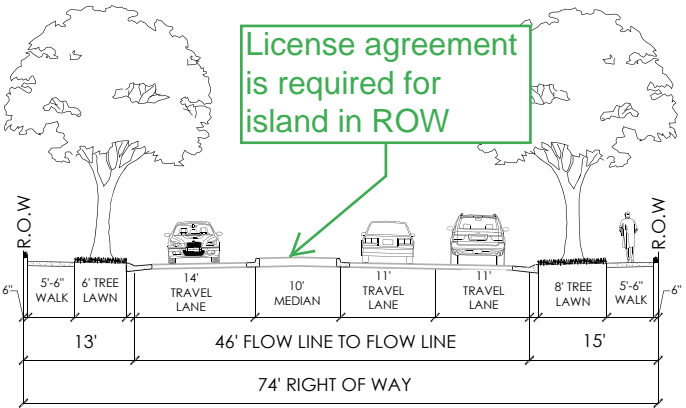 License agreement
is required for
island in ROW
R.O.W
R.O.W
6"
5'-6"
WALK
6' TREE
LAWN
14'
TRAVEL
LANE
10'
MEDIAN
11'
TRAVEL
LANE
11'
TRAVEL
LANE
8' TREE
LAWN
5'-6"
WALK
6"
13'
46' FLOW LINE TO FLOW LINE
15'
74' RIGHT OF WAY